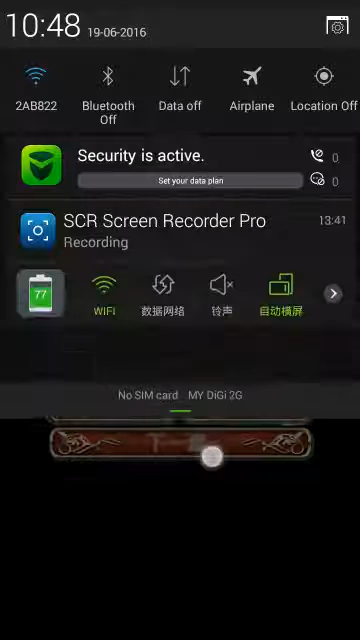 10:48 19-06-2016
2AB822 Bluetooth Off Data off Airplane Location Off
Security is active. 0
Set your data plan 0
SCR Screen Recorder Pro 13:41
Recording
77 WIFI 数据网络 铃声 自动横屏
No SIM card MY DiGi 2G